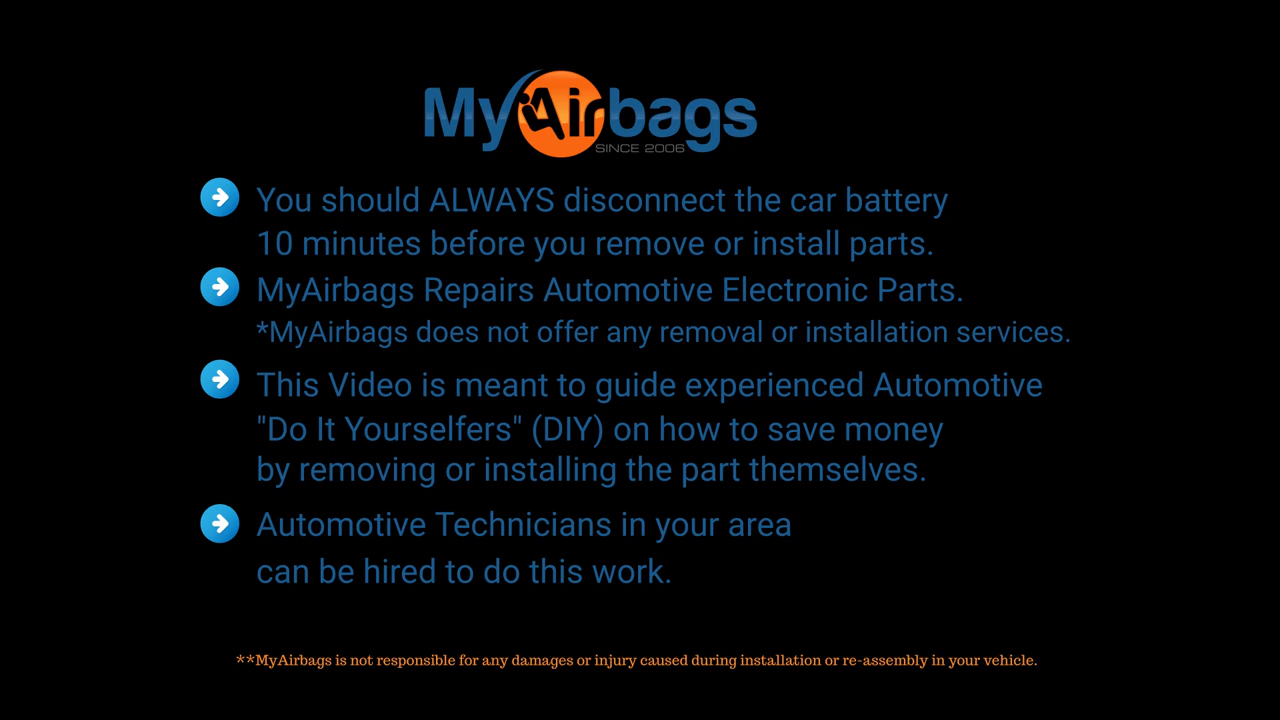 MyAirbags
SINCE 2006
You should ALWAYS disconnect the car battery
10 minutes before you remove or install parts.
MyAirbags Repairs Automotive Electronic Parts.
*MyAirbags does not offer any removal or installation services.
This Video is meant to guide experienced Automotive
"Do It Yourselfers" (DIY) on how to save money
by removing or installing the part themselves.
Automotive Technicians in your area
can be hired to do this work.
**MyAirbags is not responsible for any damages or injury caused during installation or re-assembly in your vehicle.